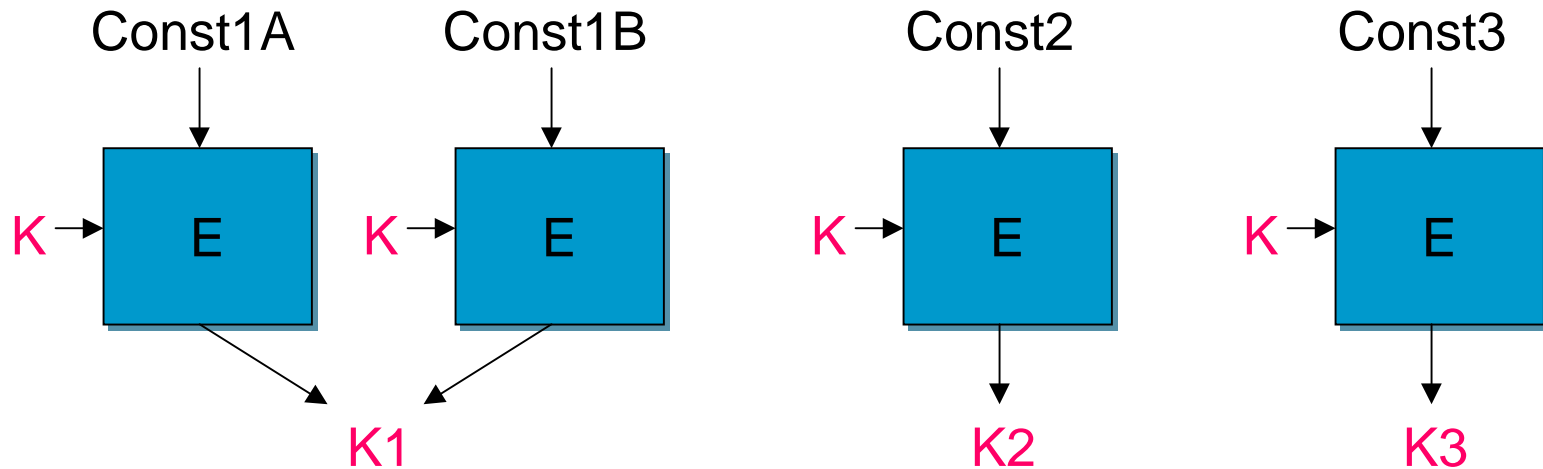 Const1A Const1B Const2 Const3
K E K E K E K E
K1 K2 K3